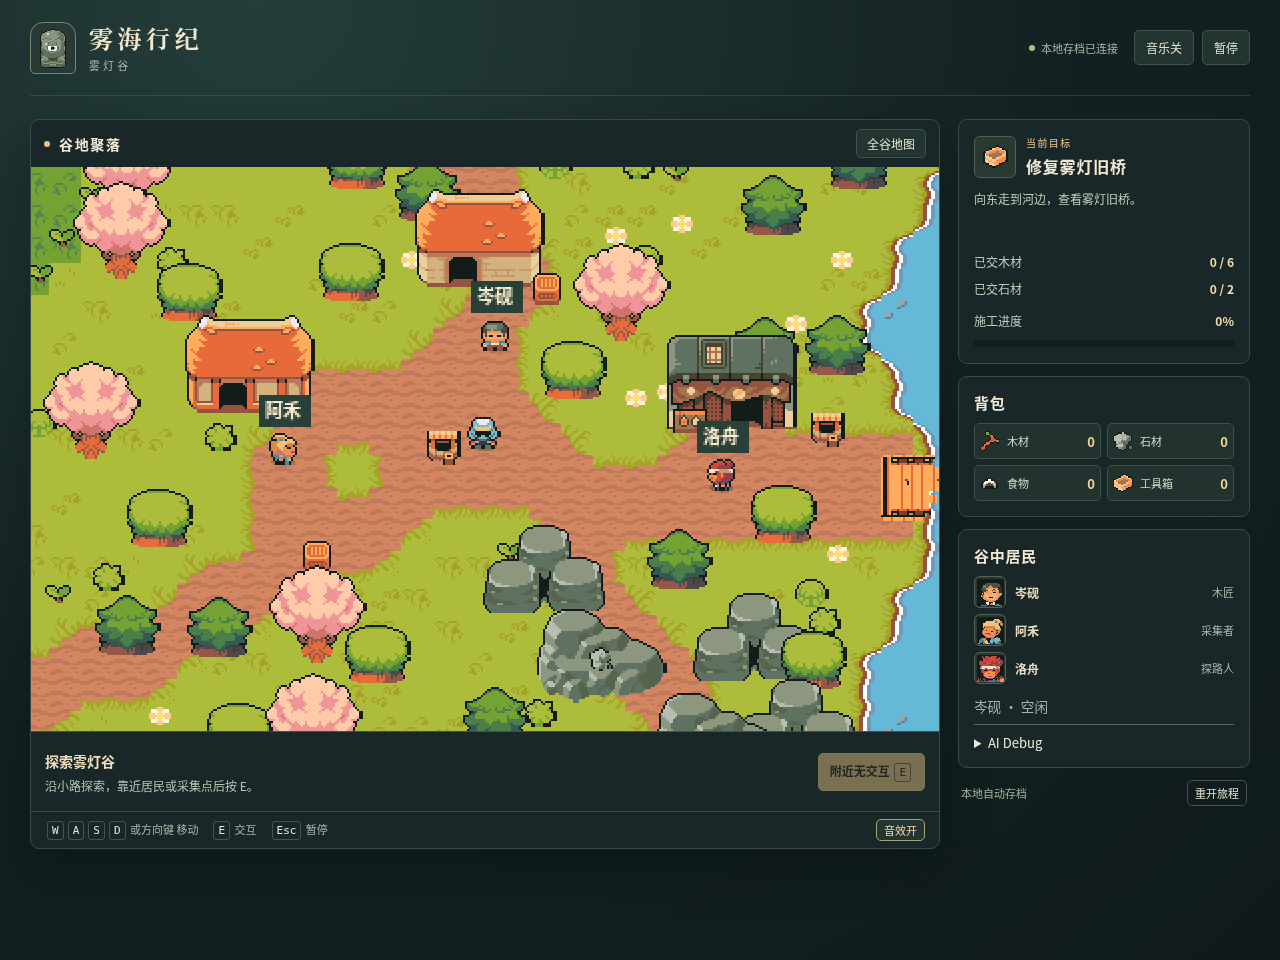 雾海行纪
雾灯谷
本地存档已连接
音乐关
暂停
谷地聚落
全谷地图
岑砚
阿禾
洛舟
探索雾灯谷
沿小路探索，靠近居民或采集点后按 E。
附近无交互 E
W A S D 或方向键 移动 E 交互 Esc 暂停
音效开
当前目标
修复雾灯旧桥
向东走到河边，查看雾灯旧桥。
已交木材 0 / 6
已交石材 0 / 2
施工进度 0%
背包
木材 0 石材 0
食物 0 工具箱 0
谷中居民
岑砚 木匠
阿禾 采集者
洛舟 探路人
岑砚 · 空闲
AI Debug
本地自动存档
重开旅程